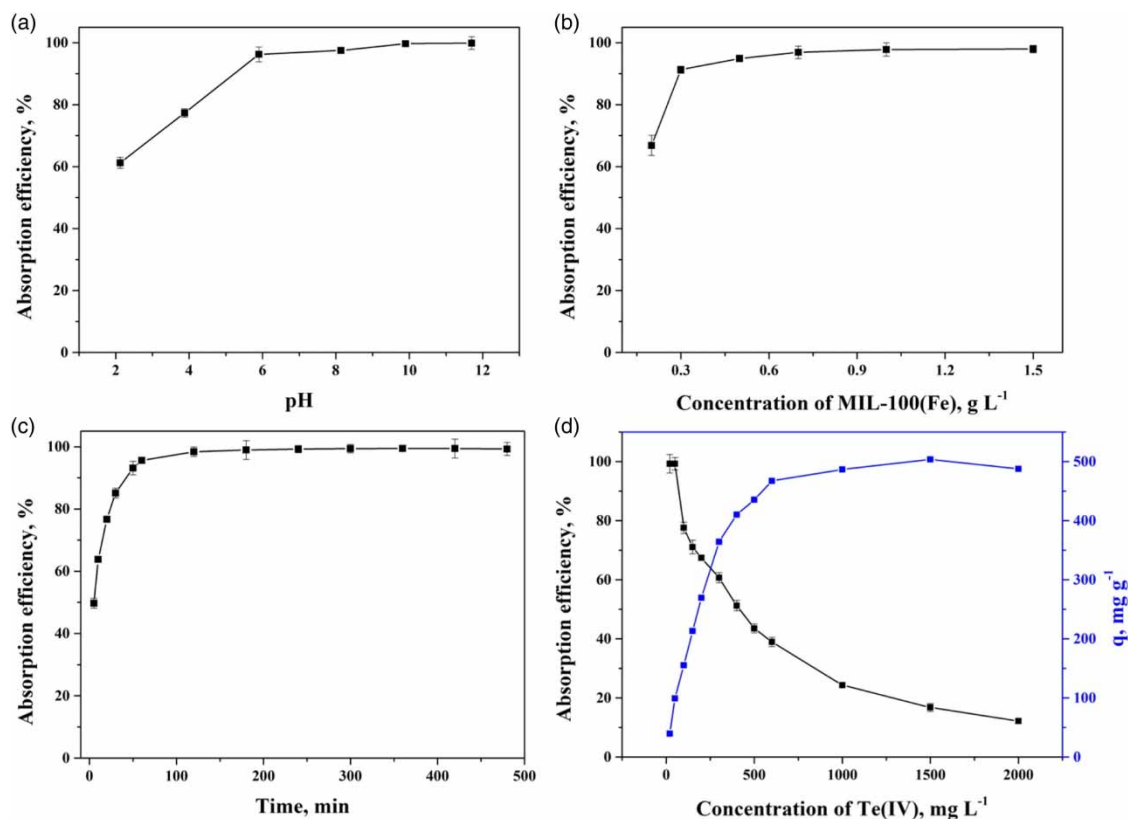 (a)
100
80
60
40
20
0
Absorption efficiency, %
2 4 6 8 10 12
pH
(b)
100
80
60
40
20
0
Absorption efficiency, %
0.3 0.6 0.9 1.2 1.5
Concentration of MIL-100(Fe), g L⁻¹
(c)
100
80
60
40
20
0
Absorption efficiency, %
0 100 200 300 400 500
Time, min
(d)
100
80
60
40
20
0
Absorption efficiency, %
500
400
300
200
100
0
q, mg g⁻¹
0 500 1000 1500 2000
Concentration of Te(IV), mg L⁻¹